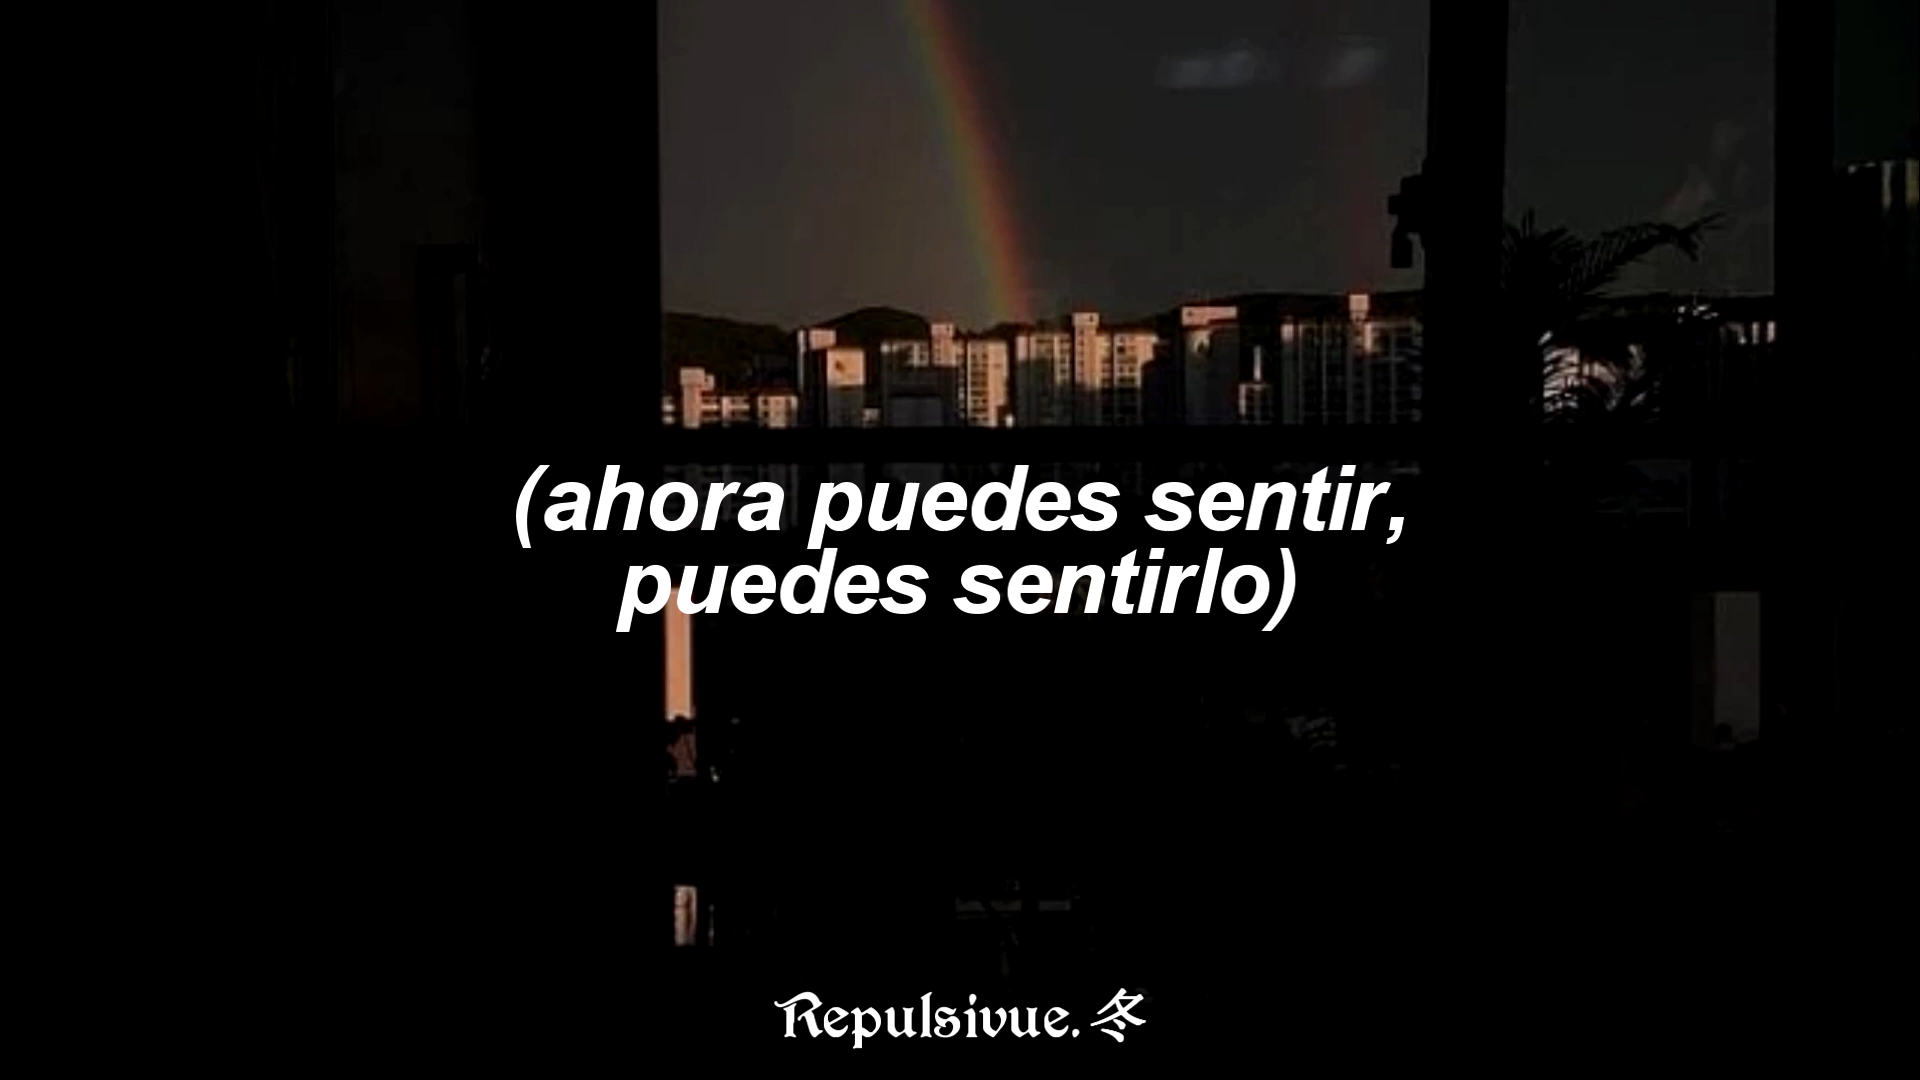 (ahora puedes sentir,
puedes sentirlo)
Repulsivue.冬